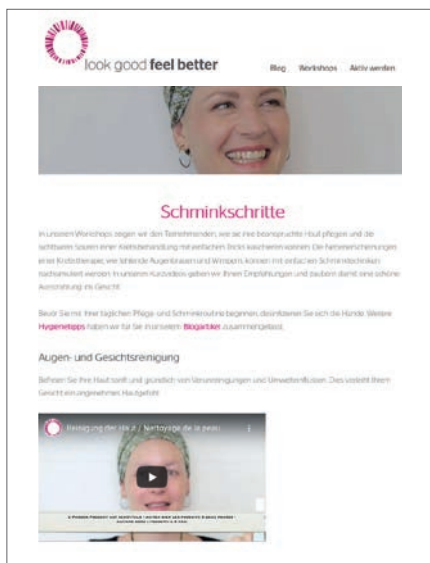 look good feel better
Blog Workshops Aktiv werden
Schminkschritte
In unseren Workshops zeigen wir den Teilnehmenden, wie sie ihre beanspruchte Haut pflegen und die
sichtbaren Spuren einer Krebsbehandlung mit einfachen Tricks kaschieren können. Die Nebenerscheinungen
einer Krebstherapie, wie fehlende Augenbrauen und Wimpern, können mit einfachen Schminktechniken
nachgezeichnet werden. In unseren Kurzvideos geben wir Ihnen Empfehlungen und zaubern damit eine schöne
Ausstrahlung ins Gesicht.
Bevor Sie mit Ihrer täglichen Pflege- und Schminkroutine beginnen, desinfizieren Sie sich die Hände. Weitere
Hygienetipps haben wir für Sie in unserem Blogartikel zusammengefasst.
Augen- und Gesichtsreinigung
Befreien Sie Ihre Haut sanft und gründlich von Verunreinigungen und Umwelteinflüssen. Dies verleiht Ihrem
Gesicht ein angenehmes Hautgefühl.
Reinigung der Haut / Nettoyage de la peau